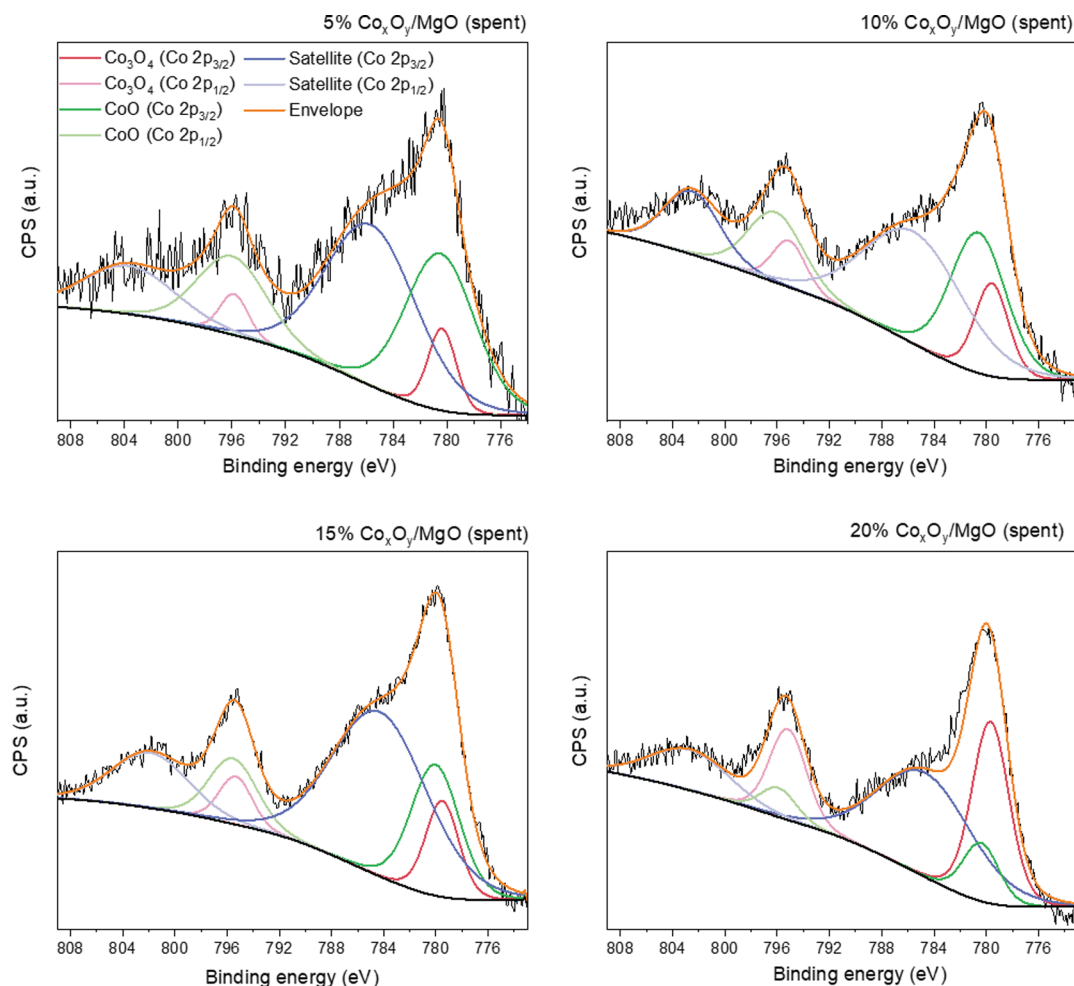 5% CoₓOᵧ/MgO (spent)
Co₃O₄ (Co 2p₃/₂)
Co₃O₄ (Co 2p₁/₂)
CoO (Co 2p₃/₂)
CoO (Co 2p₁/₂)
Satellite (Co 2p₃/₂)
Satellite (Co 2p₁/₂)
Envelope
CPS (a.u.)
808 804 800 796 792 788 784 780 776
Binding energy (eV)
10% CoₓOᵧ/MgO (spent)
CPS (a.u.)
808 804 800 796 792 788 784 780 776
Binding energy (eV)
15% CoₓOᵧ/MgO (spent)
CPS (a.u.)
808 804 800 796 792 788 784 780 776
Binding energy (eV)
20% CoₓOᵧ/MgO (spent)
CPS (a.u.)
808 804 800 796 792 788 784 780 776
Binding energy (eV)